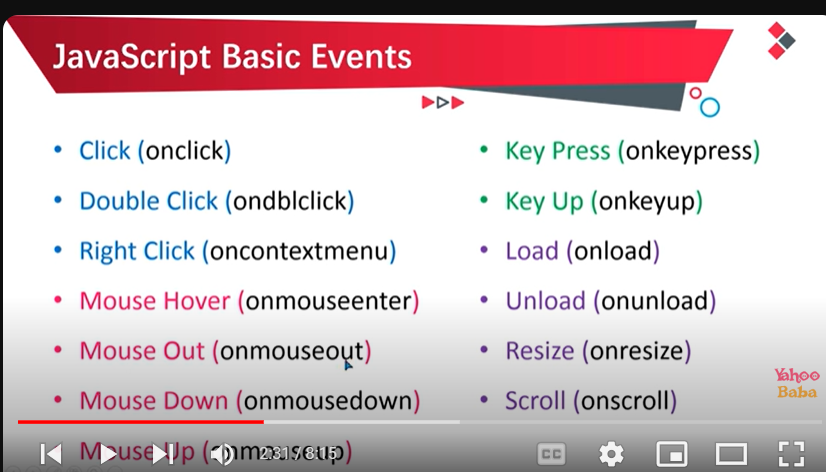 JavaScript Basic Events
• Click (onclick)
• Double Click (ondblclick)
• Right Click (oncontextmenu)
• Mouse Hover (onmouseenter)
• Mouse Out (onmouseout)
• Mouse Down (onmousedown)
• Mouse Up (onmouseup)
• Key Press (onkeypress)
• Key Up (onkeyup)
• Load (onload)
• Unload (onunload)
• Resize (onresize)
• Scroll (onscroll)
Yahoo
Baba
2:31 / 8:15
CC